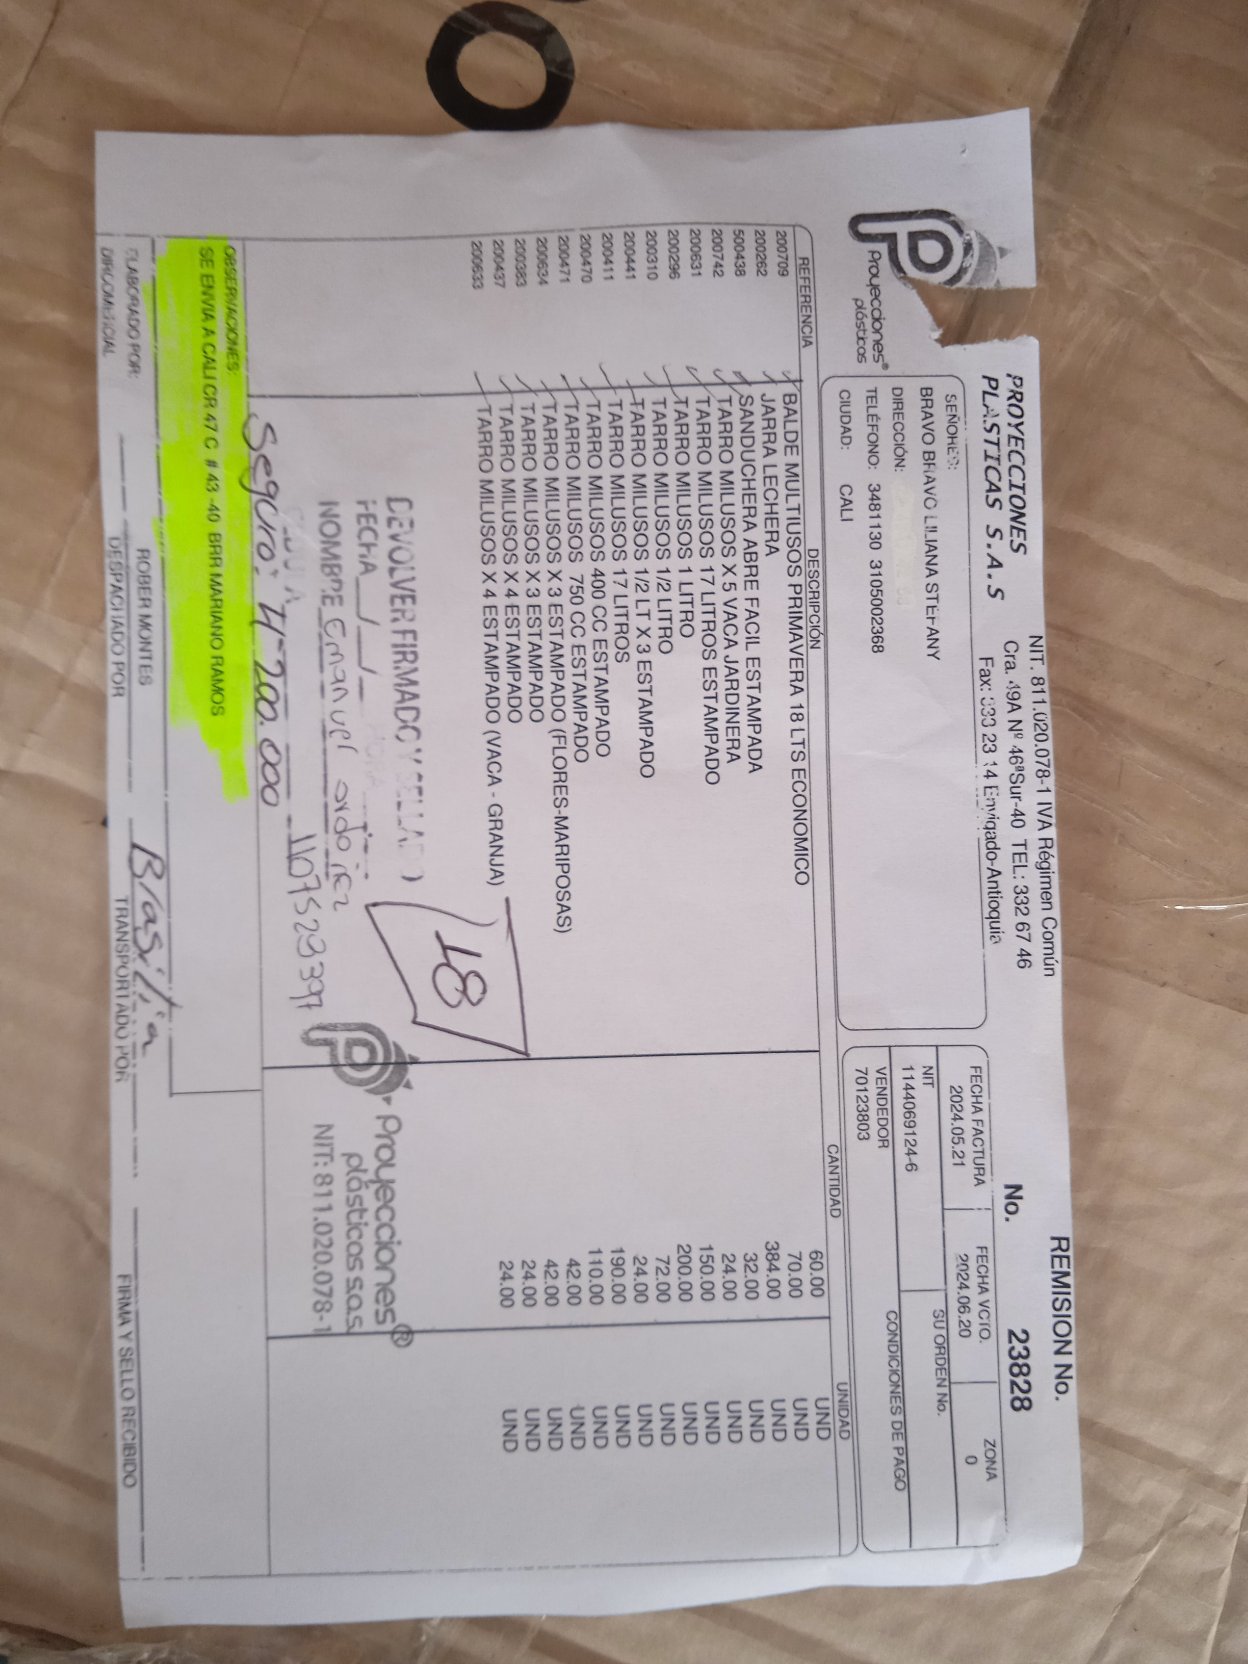 REMISION No.
NIT. 811.020.078-1 IVA Régimen Común
PROYECCIONES PLÁSTICAS S.A.S
Cra. 49A Nº 46ªSur-40 TEL: 332 67 46
Fax: 333 23 14 Envigado-Antioquia
No. 23828
Proyecciones®
plásticos
SEÑORES:
BRAVO BRAVO LILIANA STEFANY
DIRECCIÓN:
TELÉFONO: 3481130 3105002368
CIUDAD: CALI
FECHA FACTURA FECHA VCTO. ZONA
2024.05.21 2024.06.20 0
NIT SU ORDEN No.
1144069124-6
VENDEDOR CONDICIONES DE PAGO
70123803
REFERENCIA DESCRIPCIÓN CANTIDAD UNIDAD
200709 BALDE MULTIUSOS PRIMAVERA 18 LTS ECONOMICO 60.00 UND
200262 JARRA LECHERA 70.00 UND
500438 SANDUCHERA ABRE FACIL ESTAMPADA 384.00 UND
200742 TARRO MILUSOS X 5 VACA JARDINERA 32.00 UND
200631 TARRO MILUSOS 17 LITROS ESTAMPADO 24.00 UND
200296 TARRO MILUSOS 1 LITRO 150.00 UND
200310 TARRO MILUSOS 1/2 LITRO 200.00 UND
200441 TARRO MILUSOS 1/2 LT X 3 ESTAMPADO 72.00 UND
200411 TARRO MILUSOS 17 LITROS 24.00 UND
200470 TARRO MILUSOS 400 CC ESTAMPADO 190.00 UND
200471 TARRO MILUSOS 750 CC ESTAMPADO 110.00 UND
200634 TARRO MILUSOS X 3 ESTAMPADO (FLORES-MARIPOSAS) 42.00 UND
200383 TARRO MILUSOS X 3 ESTAMPADO 42.00 UND
200437 TARRO MILUSOS X 4 ESTAMPADO 24.00 UND
200633 TARRO MILUSOS X 4 ESTAMPADO (VACA - GRANJA) 24.00 UND
18
DEVOLVER FIRMADO Y SELLADO
FECHA / / HORA
NOMBRE Emanuel ordoñez
1107529397
Proyecciones®
plásticos s.a.s.
NIT: 811.020.078-1
Seguro: 4'200.000
OBSERVACIONES:
SE ENVIA A CALI CR 47 C # 43 -40 BRR MARIANO RAMOS
ROBER MONTES
Brasilia
ELABORADO POR: DESPACHADO POR TRANSPORTADO POR FIRMA Y SELLO RECIBIDO
DIRCOMERCIAL